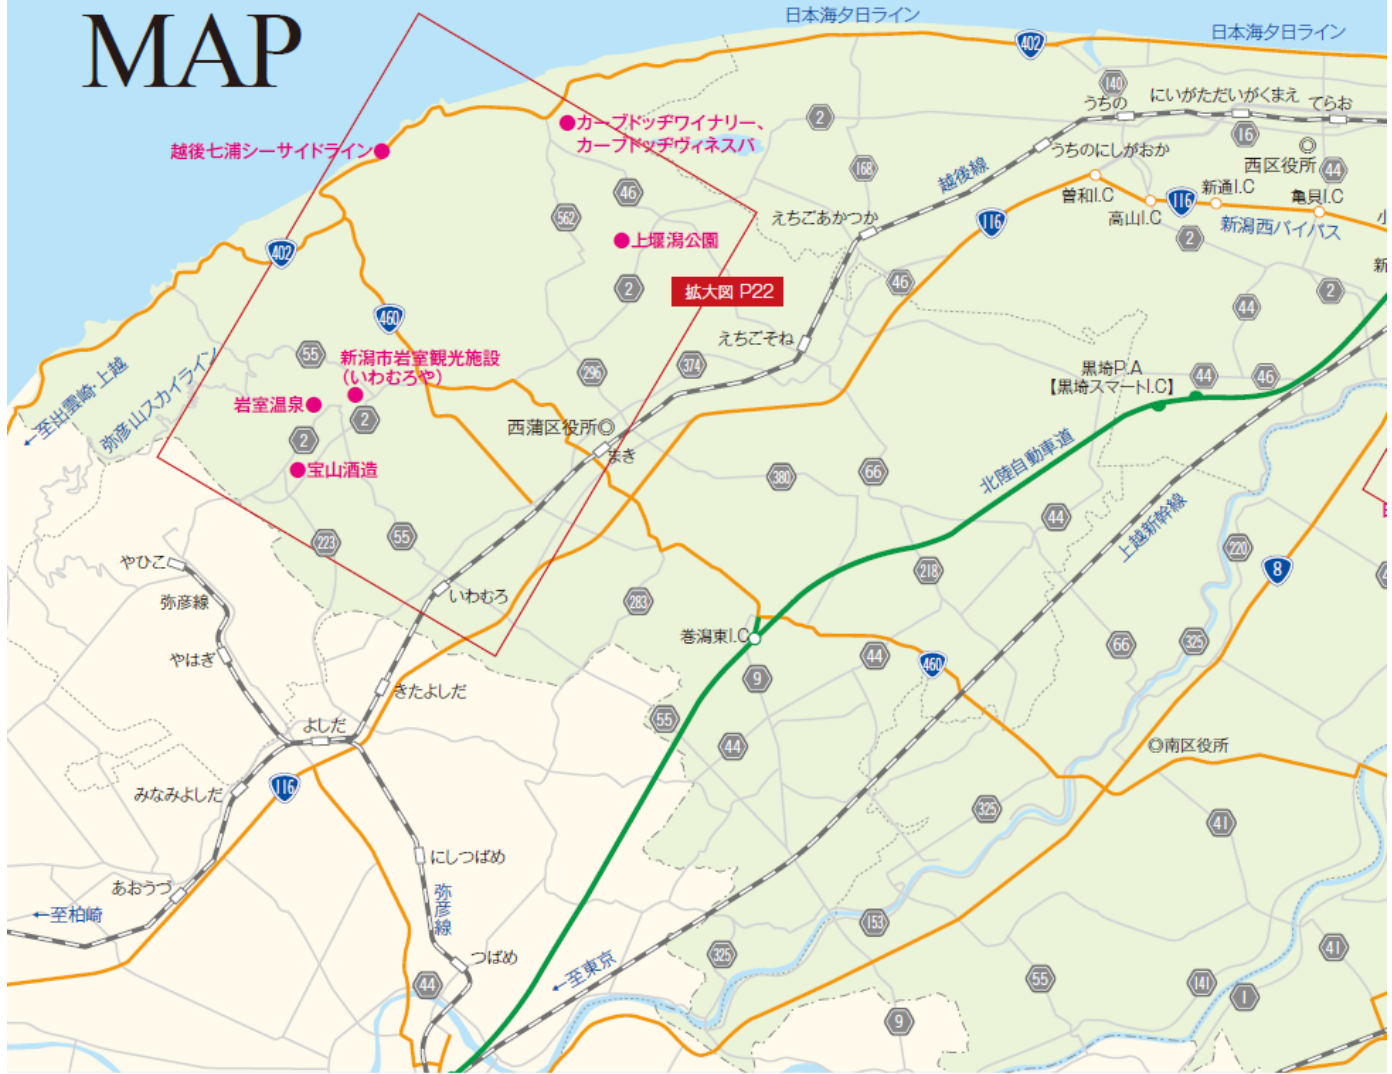 MAP
日本海夕日ライン
日本海夕日ライン
402
140
うちの
にいがただいがくまえ
てらお
カーブドッチワイナリー、
カーブドッチヴィネスパ
2
16
越後七浦シーサイドライン
うちのにしがおか
西区役所
44
168
越後線
46
曽和I.C
高山I.C
116
新通I.C
亀貝I.C
562
えちごあかつか
116
新潟西バイパス
小
上堰潟公園
2
402
新
2
拡大図 P22
46
2
44
460
えちごそね
55
新潟市岩室観光施設
(いわむろや)
374
296
黒埼P.A
【黒埼スマートI.C】
44
46
←至出雲崎・上越
弥彦山スカイライン
岩室温泉
2
西蒲区役所
2
まき
宝山酒造
380
66
北陸自動車道
44
上越新幹線
223
55
220
やひこ
いわむろ
218
8
弥彦線
283
巻潟東I.C
やはぎ
44
460
66
325
9
きたよしだ
55
よしだ
44
南区役所
116
みなみよしだ
325
41
にしつばめ
あおうづ
弥彦線
←至柏崎
153
41
つばめ
325
←至東京
44
55
141
1
9